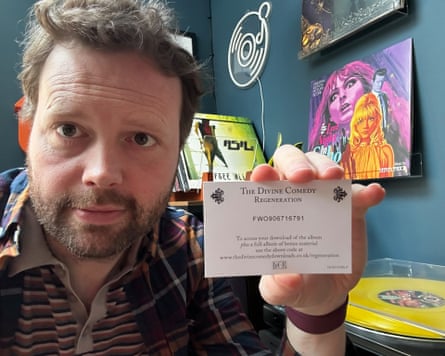 THE DIVINE COMEDY
REGENERATION
FWO906716791
To access your download of the album
plus a full album of bonus material
use the above code at
www.thedivinecomedydownloads.co.uk/regeneration